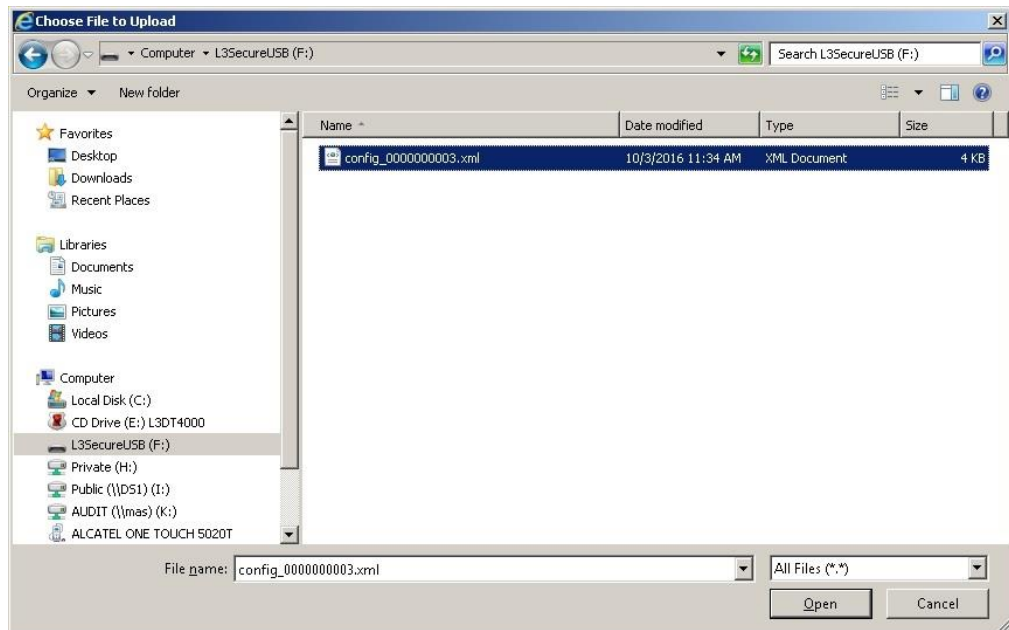 Choose File to Upload
Computer L3SecureUSB (F:)
Search L3SecureUSB (F:)
Organize New folder
Name Date modified Type Size
config_0000000003.xml 10/3/2016 11:34 AM XML Document 4 KB
Favorites
Desktop
Downloads
Recent Places
Libraries
Documents
Music
Pictures
Videos
Computer
Local Disk (C:)
CD Drive (E:) L3DT4000
L3SecureUSB (F:)
Private (H:)
Public (\\DS1) (I:)
AUDIT (\\mas) (K:)
ALCATEL ONE TOUCH 5020T
File name: config_0000000003.xml
All Files (*.*)
Open Cancel